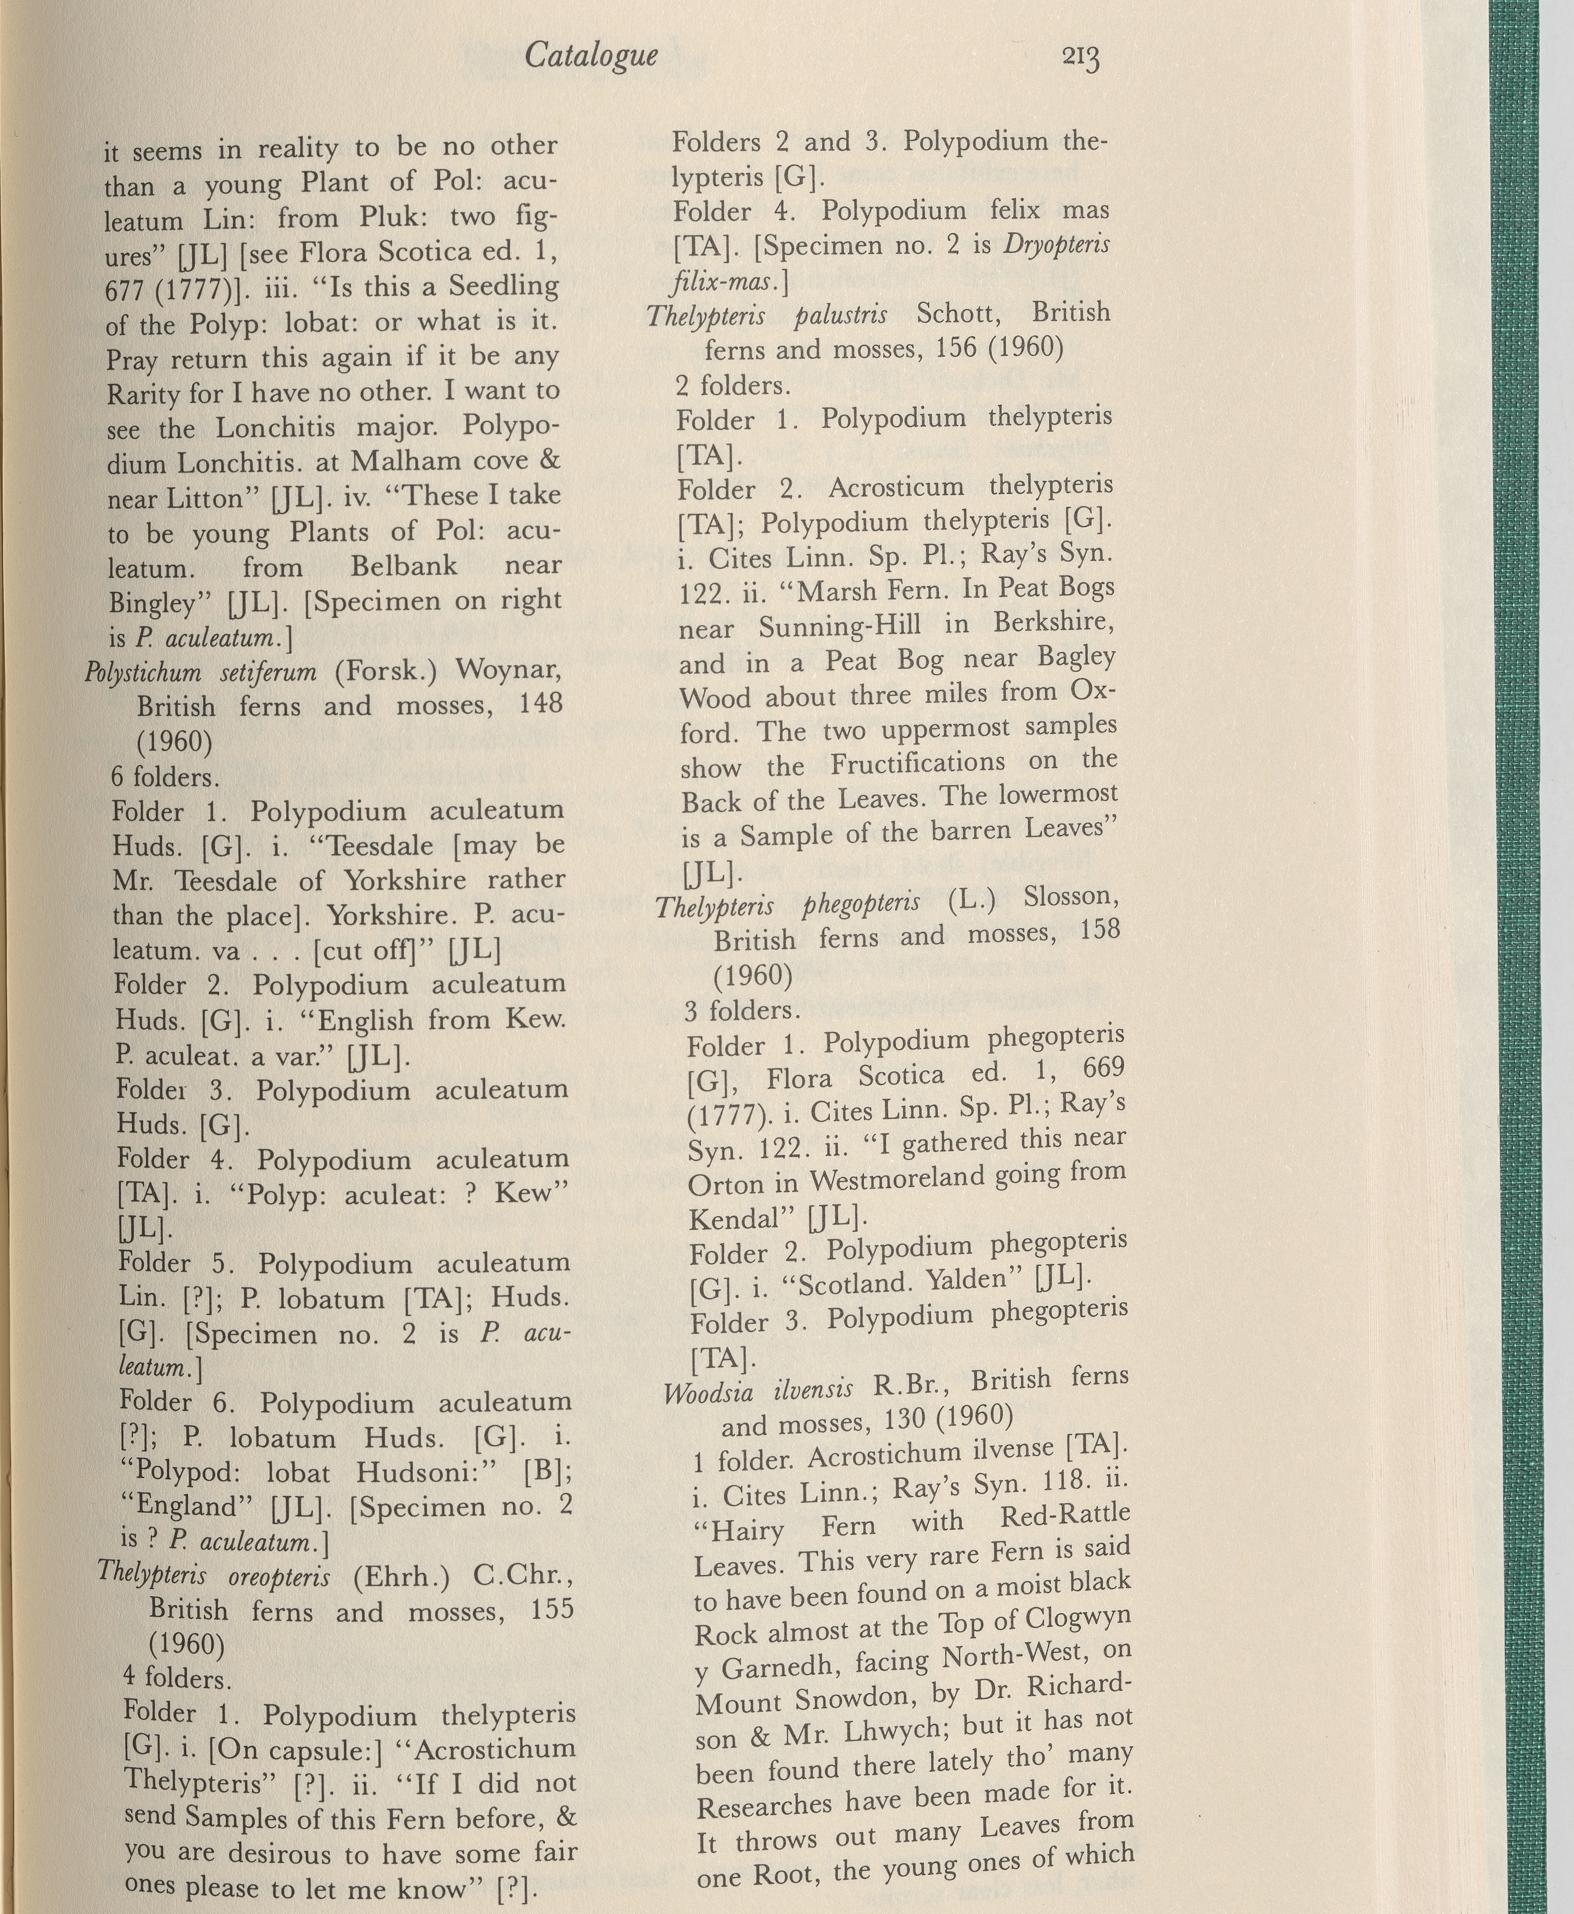 Catalogue 213
it seems in reality to be no other
than a young Plant of Pol: acu-
leatum Lin: from Pluk: two fig-
ures” [JL] [see Flora Scotica ed. 1,
677 (1777)]. iii. “Is this a Seedling
of the Polyp: lobat: or what is it.
Pray return this again if it be any
Rarity for I have no other. I want to
see the Lonchitis major. Polypo-
dium Lonchitis. at Malham cove &
near Litton” [JL]. iv. “These I take
to be young Plants of Pol: acu-
leatum. from Belbank near
Bingley” [JL]. [Specimen on right
is P. aculeatum.]
Polystichum setiferum (Forsk.) Woynar,
British ferns and mosses, 148
(1960)
6 folders.
Folder 1. Polypodium aculeatum
Huds. [G]. i. “Teesdale [may be
Mr. Teesdale of Yorkshire rather
than the place]. Yorkshire. P. acu-
leatum. va . . . [cut off]” [JL]
Folder 2. Polypodium aculeatum
Huds. [G]. i. “English from Kew.
P. aculeat. a var.” [JL].
Folder 3. Polypodium aculeatum
Huds. [G].
Folder 4. Polypodium aculeatum
[TA]. i. “Polyp: aculeat: ? Kew”
[JL].
Folder 5. Polypodium aculeatum
Lin. [?]; P. lobatum [TA]; Huds.
[G]. [Specimen no. 2 is P. acu-
leatum.]
Folder 6. Polypodium aculeatum
[?]; P. lobatum Huds. [G]. i.
“Polypod: lobat Hudsoni:” [B];
“England” [JL]. [Specimen no. 2
is ? P. aculeatum.]
Thelypteris oreopteris (Ehrh.) C.Chr.,
British ferns and mosses, 155
(1960)
4 folders.
Folder 1. Polypodium thelypteris
[G]. i. [On capsule:] “Acrostichum
Thelypteris” [?]. ii. “If I did not
send Samples of this Fern before, &
you are desirous to have some fair
ones please to let me know” [?].
Folders 2 and 3. Polypodium the-
lypteris [G].
Folder 4. Polypodium felix mas
[TA]. [Specimen no. 2 is Dryopteris
filix-mas.]
Thelypteris palustris Schott, British
ferns and mosses, 156 (1960)
2 folders.
Folder 1. Polypodium thelypteris
[TA].
Folder 2. Acrosticum thelypteris
[TA]; Polypodium thelypteris [G].
i. Cites Linn. Sp. Pl.; Ray’s Syn.
122. ii. “Marsh Fern. In Peat Bogs
near Sunning-Hill in Berkshire,
and in a Peat Bog near Bagley
Wood about three miles from Ox-
ford. The two uppermost samples
show the Fructifications on the
Back of the Leaves. The lowermost
is a Sample of the barren Leaves”
[JL].
Thelypteris phegopteris (L.) Slosson,
British ferns and mosses, 158
(1960)
3 folders.
Folder 1. Polypodium phegopteris
[G], Flora Scotica ed. 1, 669
(1777). i. Cites Linn. Sp. Pl.; Ray’s
Syn. 122. ii. “I gathered this near
Orton in Westmoreland going from
Kendal” [JL].
Folder 2. Polypodium phegopteris
[G]. i. “Scotland. Yalden” [JL].
Folder 3. Polypodium phegopteris
[TA].
Woodsia ilvensis R.Br., British ferns
and mosses, 130 (1960)
1 folder. Acrostichum ilvense [TA].
i. Cites Linn.; Ray’s Syn. 118. ii.
“Hairy Fern with Red-Rattle
Leaves. This very rare Fern is said
to have been found on a moist black
Rock almost at the Top of Clogwyn
y Garnedh, facing North-West, on
Mount Snowdon, by Dr. Richard-
son & Mr. Lhwych; but it has not
been found there lately tho’ many
Researches have been made for it.
It throws out many Leaves from
one Root, the young ones of which